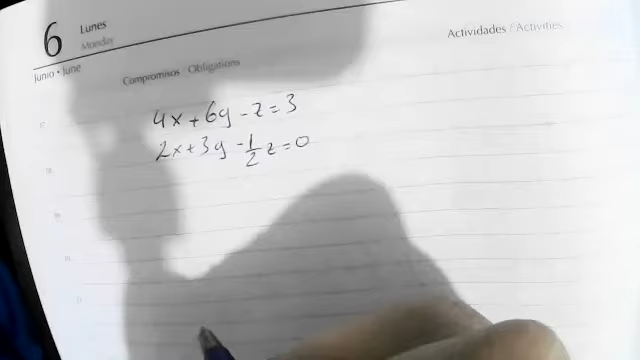 6
Lunes
Monday
Junio • June
Compromisos / Obligations
Actividades / Activities
4x + 6y - z = 3
2x + 3y - 1/2 z = 0